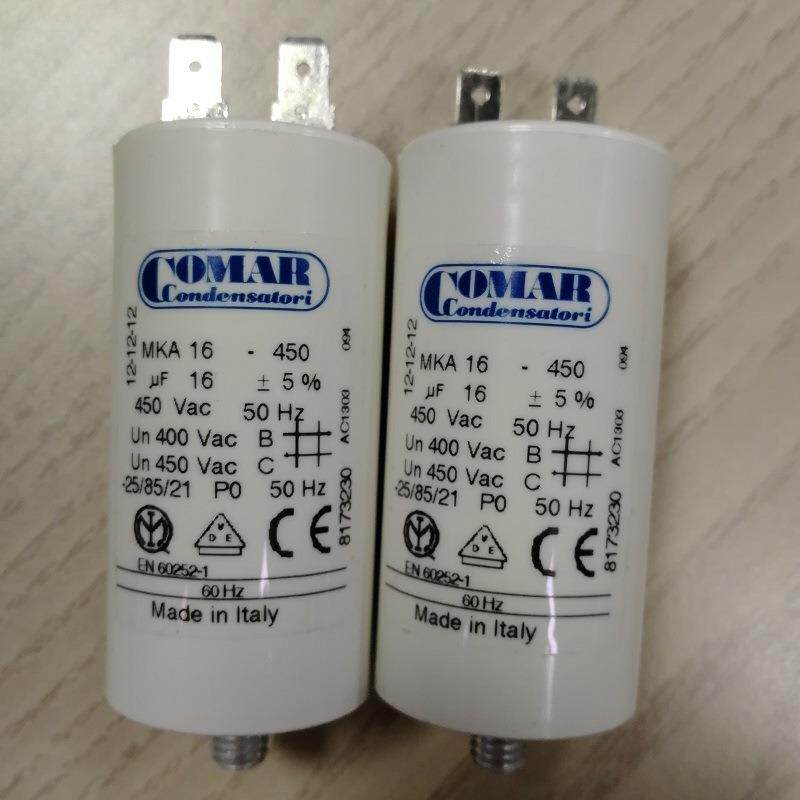 COMAR
Condensatori
MKA 16 - 450
µF 16 ± 5 %
450 Vac 50 Hz
Un 400 Vac B
Un 450 Vac C
-25/85/21 P0 50 Hz
V
D E
CE
EN 60252-1
60 Hz
Made in Italy
12-12-12
094
AC1303
8173230
COMAR
Condensatori
MKA 16 - 450
µF 16 ± 5 %
450 Vac 50 Hz
Un 400 Vac B
Un 450 Vac C
-25/85/21 P0 50 Hz
V
D E
CE
EN 60252-1
60 Hz
Made in Italy
12-12-12
094
AC1303
8173230